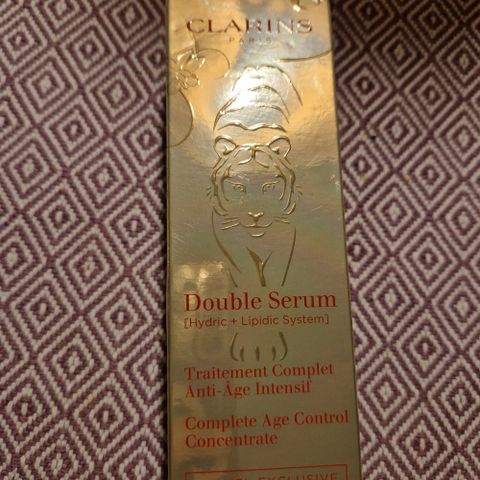 CLARINS
PARIS
Double Serum
[Hydric + Lipidic System]
Traitement Complet
Anti-Âge Intensif
Complete Age Control
Concentrate
EXCLUSIVE